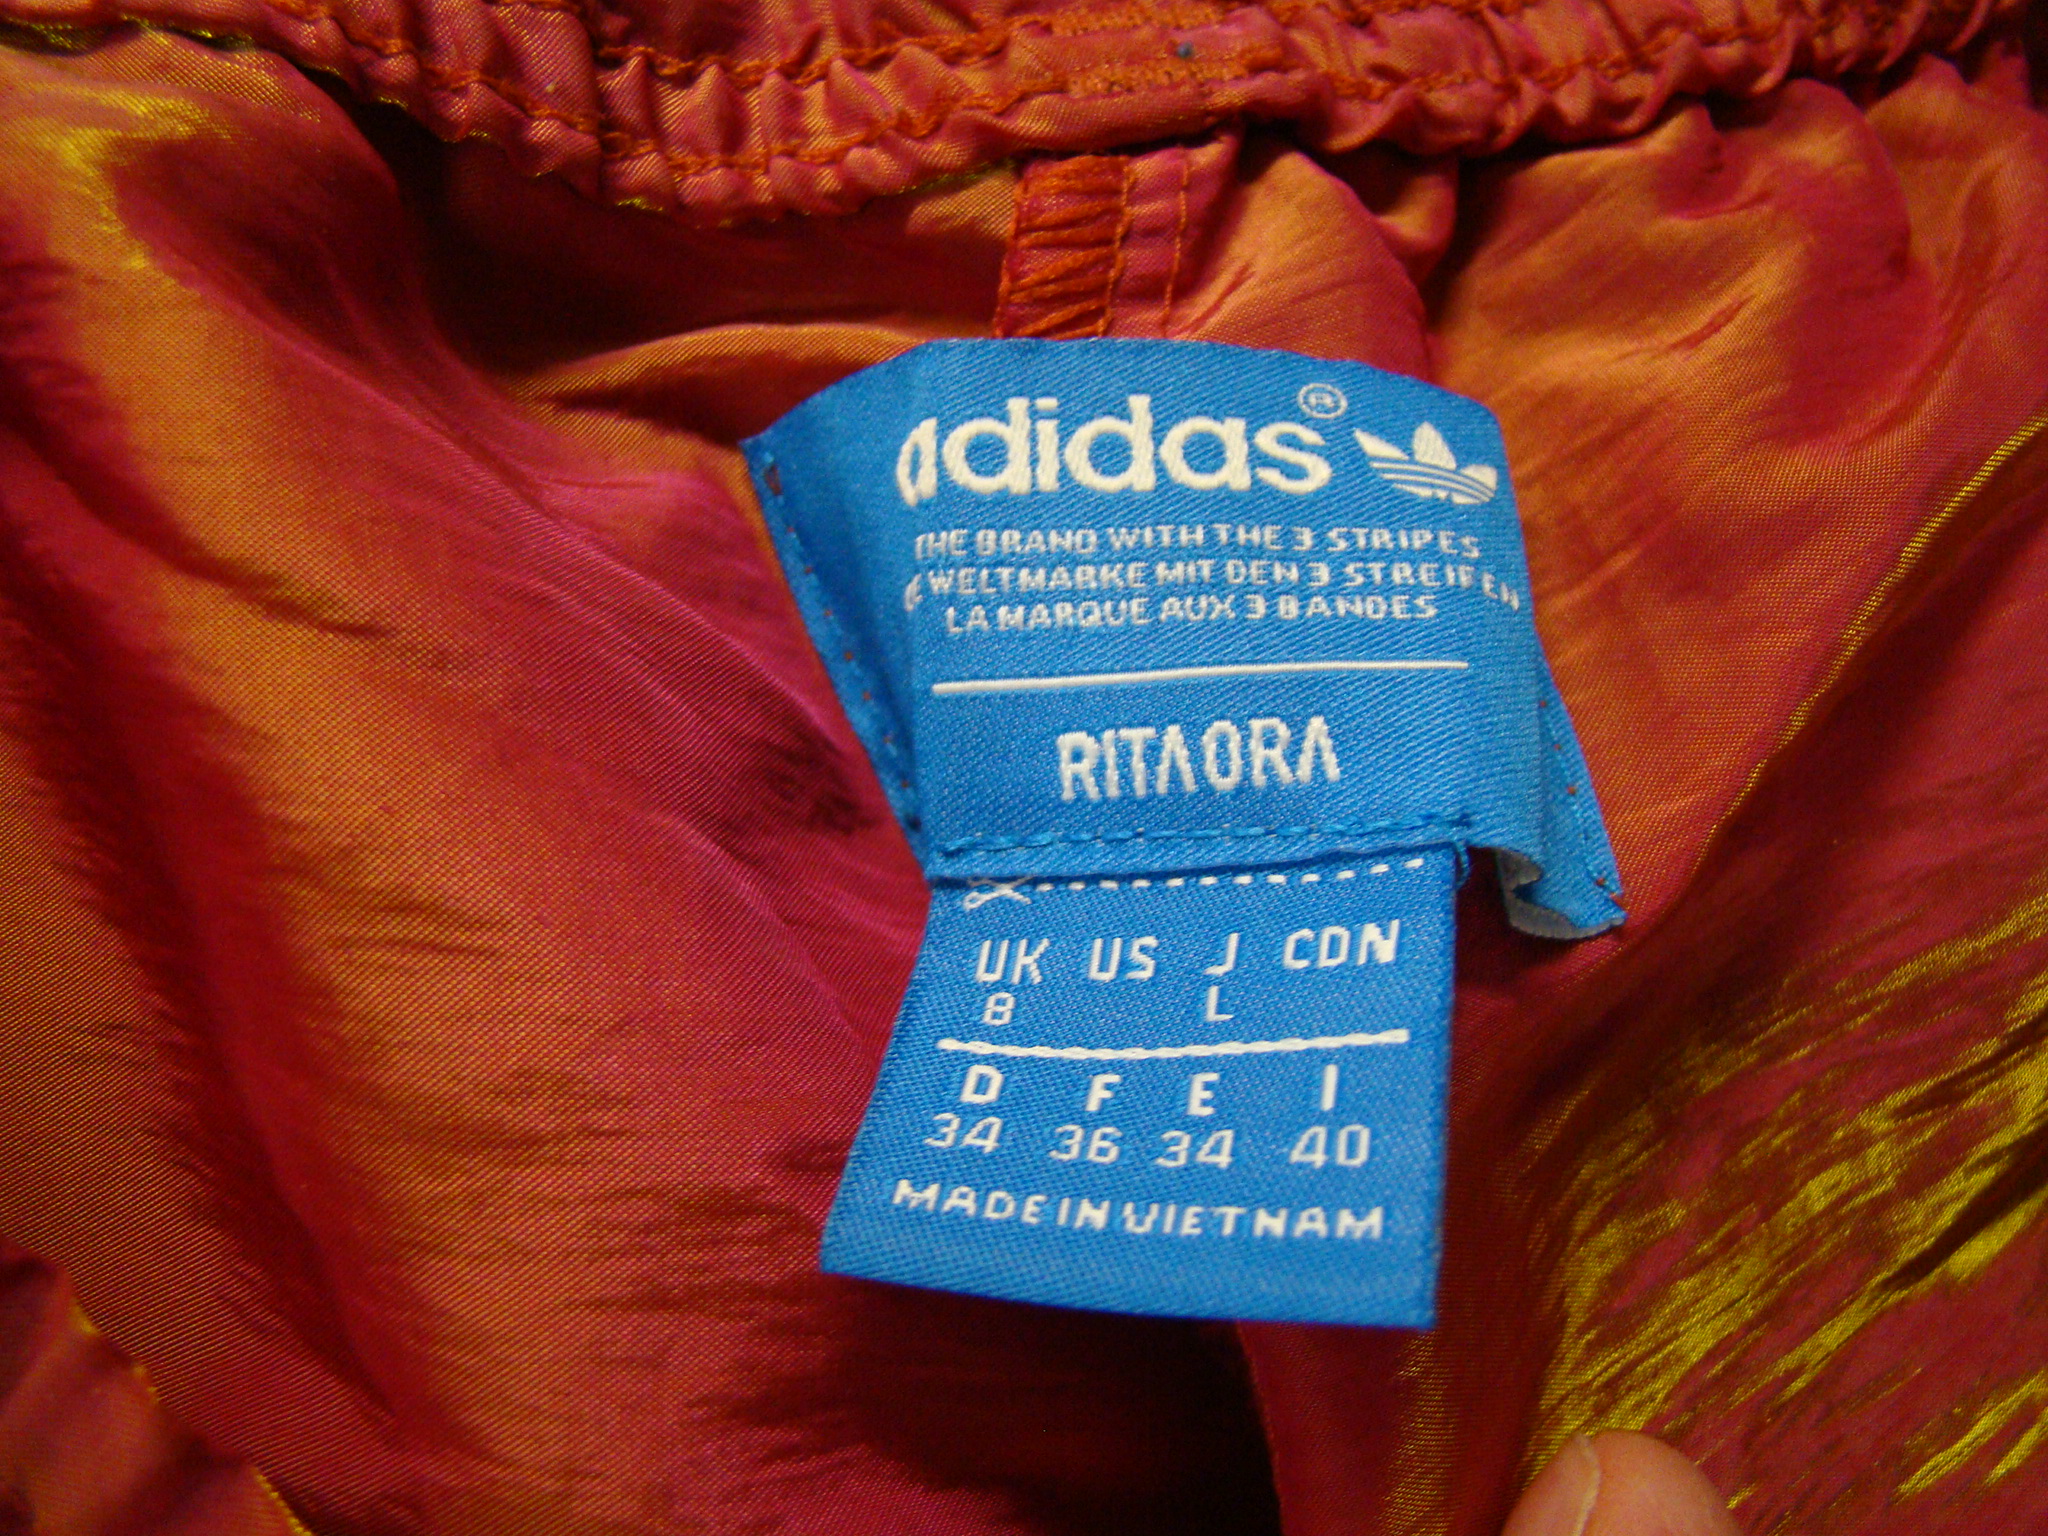 adidas®
THE BRAND WITH THE 3 STRIPES
WELTMARKE MIT DEN 3 STREIFEN
LA MARQUE AUX 3 BANDES
RITA ORA
UK US J CDN
8 L
D F E I
34 36 34 40
MADE IN VIETNAM